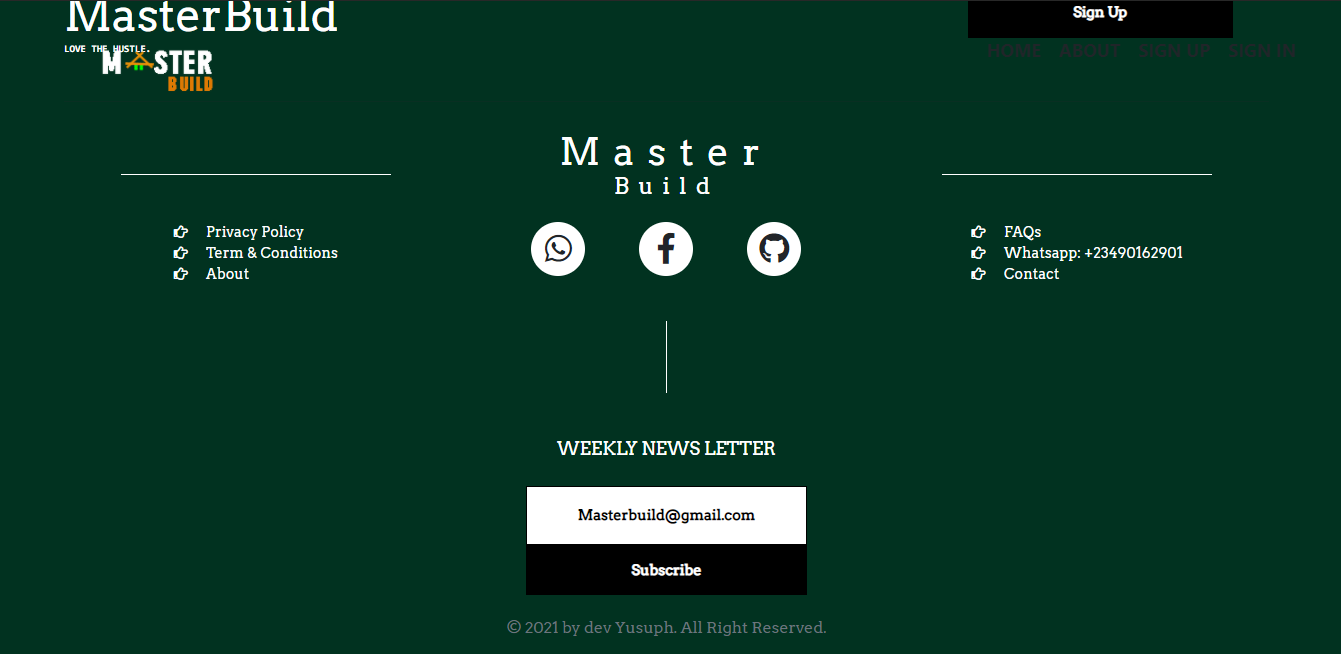 MasterBuild
Sign Up
LOVE THE HUSTLE.
HOME ABOUT SIGN UP SIGN IN
MASTER
BUILD
Master
Build
Privacy Policy
Term & Conditions
About
FAQs
Whatsapp: +23490162901
Contact
WEEKLY NEWS LETTER
Masterbuild@gmail.com
Subscribe
© 2021 by dev Yusuph. All Right Reserved.